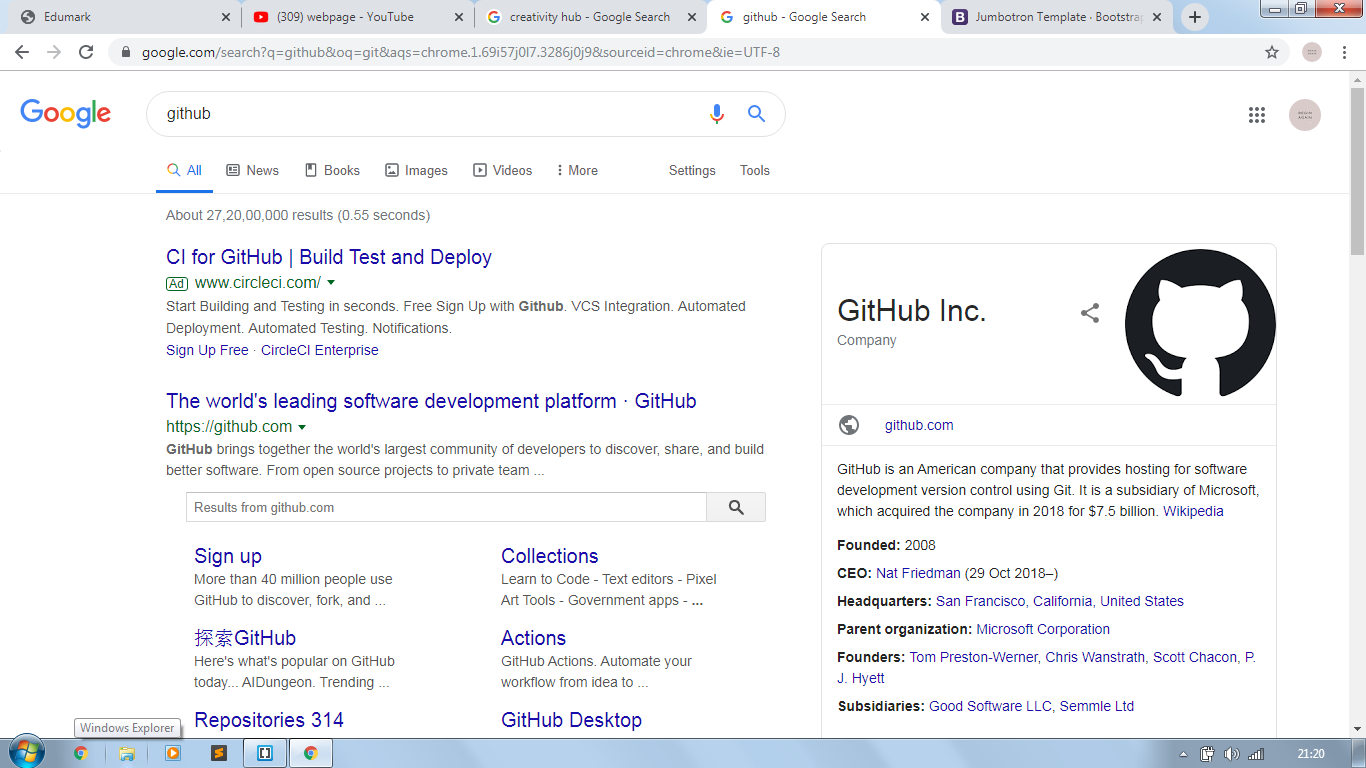 Edumark
(309) webpage - YouTube
creativity hub - Google Search
github - Google Search
Jumbotron Template · Bootstrap
google.com/search?q=github&oq=git&aqs=chrome.1.69i57j0l7.3286j0j9&sourceid=chrome&ie=UTF-8
Google
github
All
News
Books
Images
Videos
More
Settings
Tools
About 27,20,00,000 results (0.55 seconds)
CI for GitHub | Build Test and Deploy
Ad www.circleci.com/
Start Building and Testing in seconds. Free Sign Up with Github. VCS Integration. Automated
Deployment. Automated Testing. Notifications.
Sign Up Free · CircleCI Enterprise
The world's leading software development platform · GitHub
https://github.com
GitHub brings together the world's largest community of developers to discover, share, and build
better software. From open source projects to private team ...
Results from github.com
Sign up
More than 40 million people use
GitHub to discover, fork, and ...
Collections
Learn to Code - Text editors - Pixel
Art Tools - Government apps - ...
探索GitHub
Here's what's popular on GitHub
today... AIDungeon. Trending ...
Actions
GitHub Actions. Automate your
workflow from idea to ...
Repositories 314
GitHub Desktop
GitHub Inc.
Company
github.com
GitHub is an American company that provides hosting for software
development version control using Git. It is a subsidiary of Microsoft,
which acquired the company in 2018 for $7.5 billion. Wikipedia
Founded: 2008
CEO: Nat Friedman (29 Oct 2018–)
Headquarters: San Francisco, California, United States
Parent organization: Microsoft Corporation
Founders: Tom Preston-Werner, Chris Wanstrath, Scott Chacon, P.
J. Hyett
Subsidiaries: Good Software LLC, Semmle Ltd
Windows Explorer
21:20